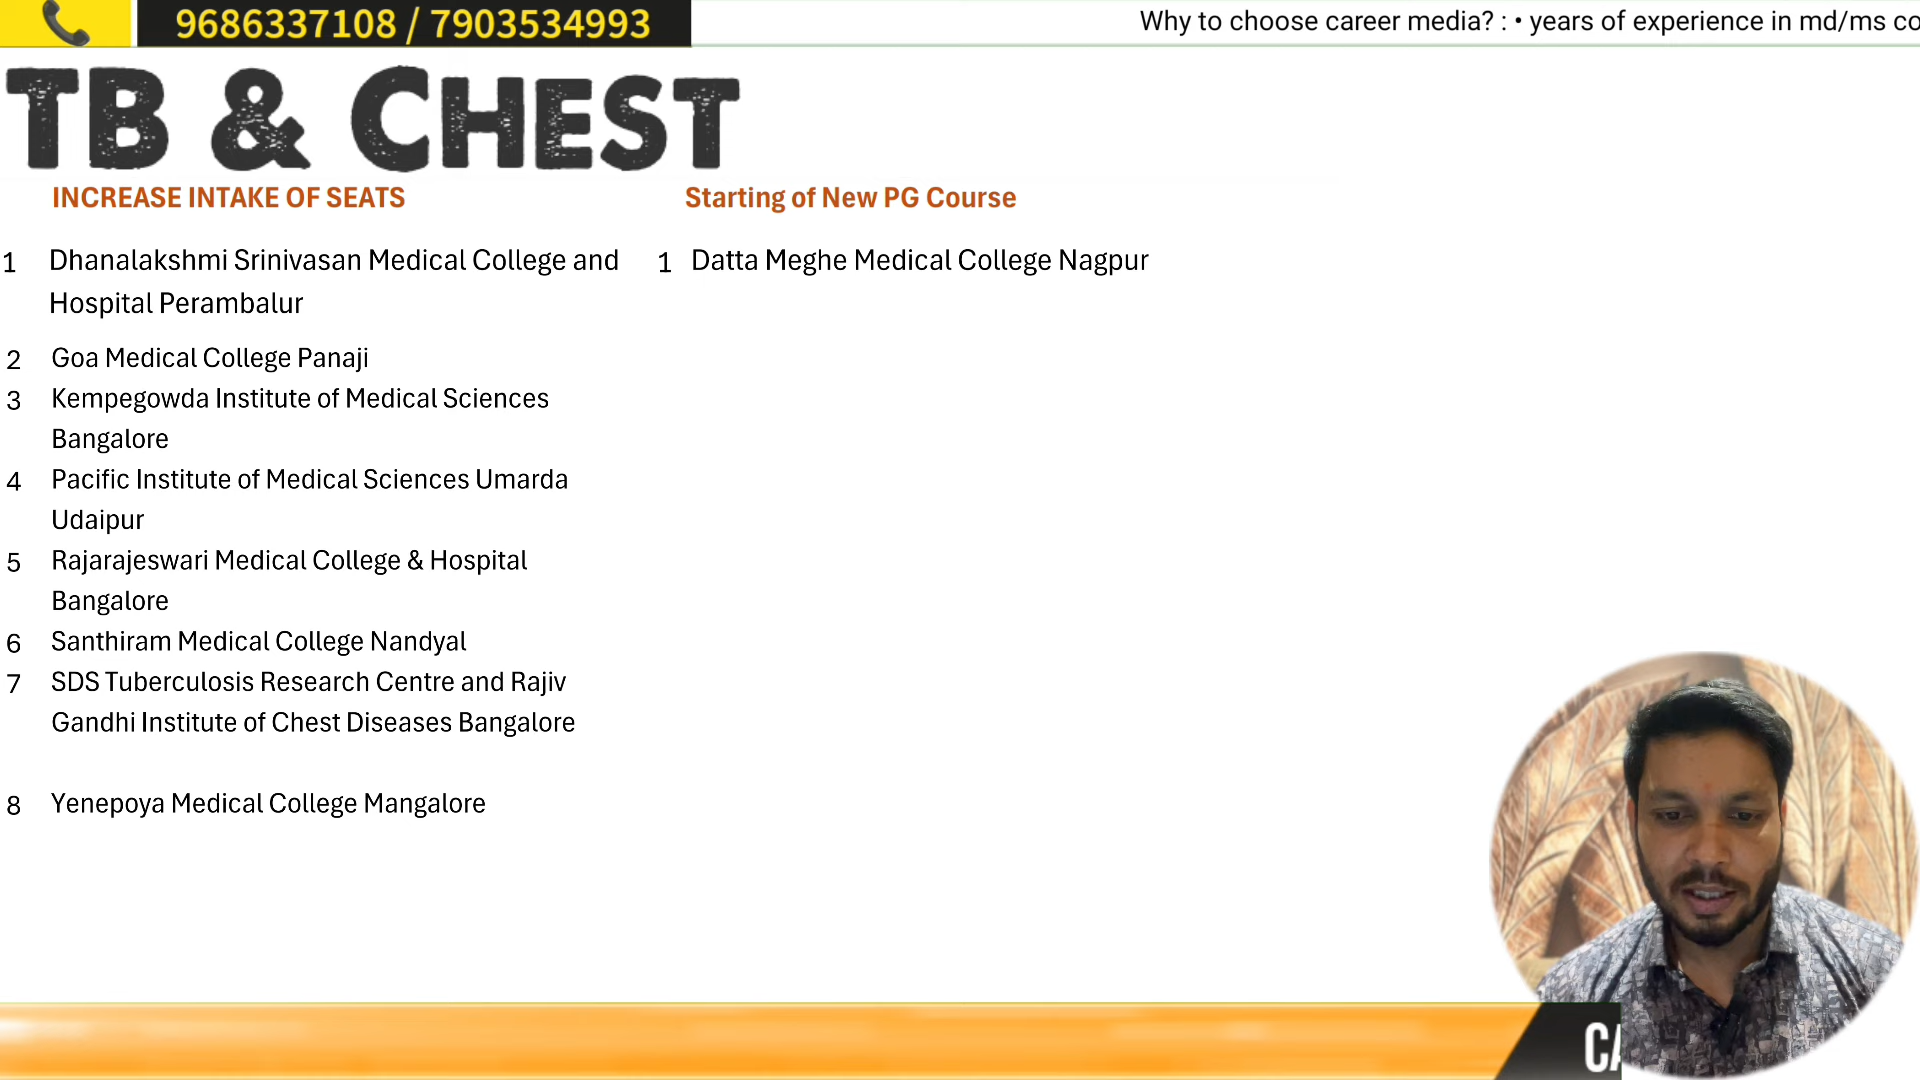 9686337108 / 7903534993
Why to choose career media? : • years of experience in md/ms co
TB & CHEST
INCREASE INTAKE OF SEATS
1 Dhanalakshmi Srinivasan Medical College and
Hospital Perambalur
2 Goa Medical College Panaji
3 Kempegowda Institute of Medical Sciences
Bangalore
4 Pacific Institute of Medical Sciences Umarda
Udaipur
5 Rajarajeswari Medical College & Hospital
Bangalore
6 Santhiram Medical College Nandyal
7 SDS Tuberculosis Research Centre and Rajiv
Gandhi Institute of Chest Diseases Bangalore
8 Yenepoya Medical College Mangalore
Starting of New PG Course
1 Datta Meghe Medical College Nagpur